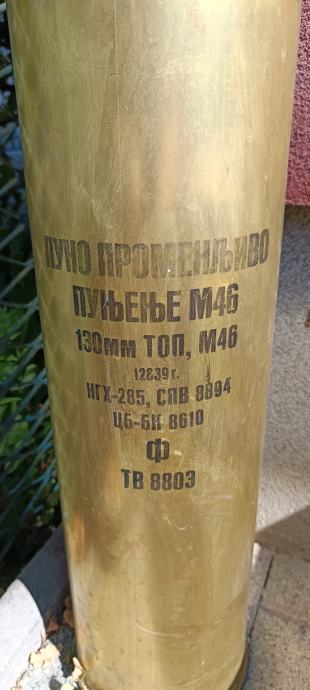 ПУНО ПРОМЕНЉИВО
ПУЊЕЊЕ М46
130мм ТОП, М46
12839 г.
НГХ-285, СПВ 8894
ЦБ-БК 8610
Ф
ТВ 8803